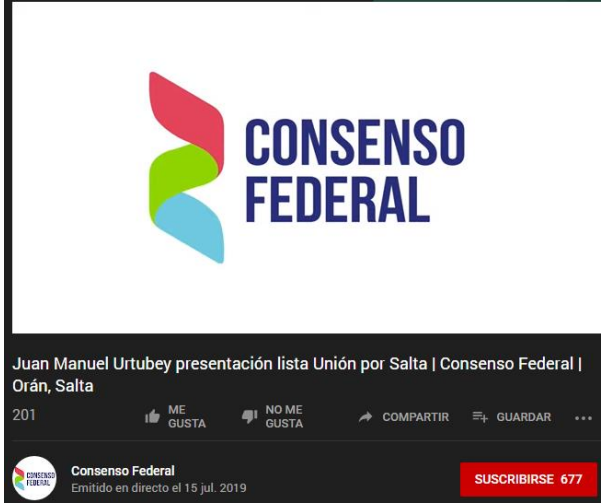 CONSENSO
FEDERAL
Juan Manuel Urtubey presentación lista Unión por Salta | Consenso Federal |
Orán, Salta
201
ME
GUSTA
NO ME
GUSTA
COMPARTIR
GUARDAR
CONSENSO
FEDERAL
Consenso Federal
Emitido en directo el 15 jul. 2019
SUSCRIBIRSE 677